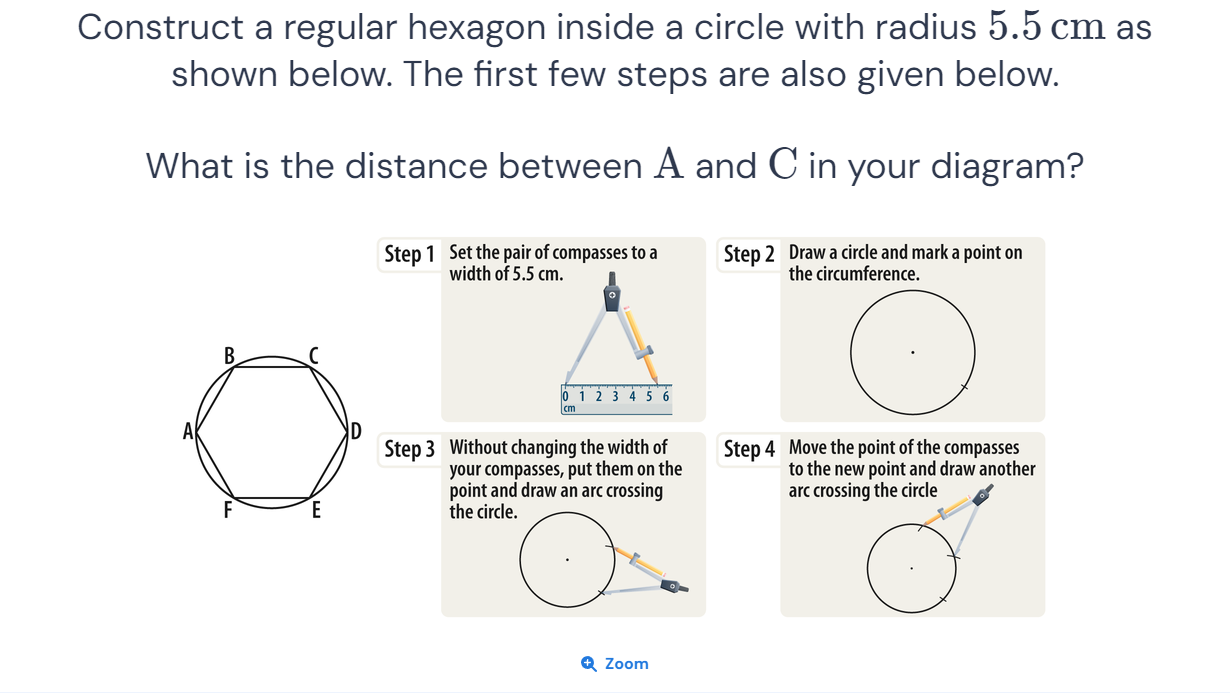 Construct a regular hexagon inside a circle with radius 5.5 cm as
shown below. The first few steps are also given below.
What is the distance between A and C in your diagram?
Step 1
Set the pair of compasses to a
width of 5.5 cm.
0 1 2 3 4 5 6
cm
Step 2
Draw a circle and mark a point on
the circumference.
B C
A D
F E
Step 3
Without changing the width of
your compasses, put them on the
point and draw an arc crossing
the circle.
Step 4
Move the point of the compasses
to the new point and draw another
arc crossing the circle
Zoom